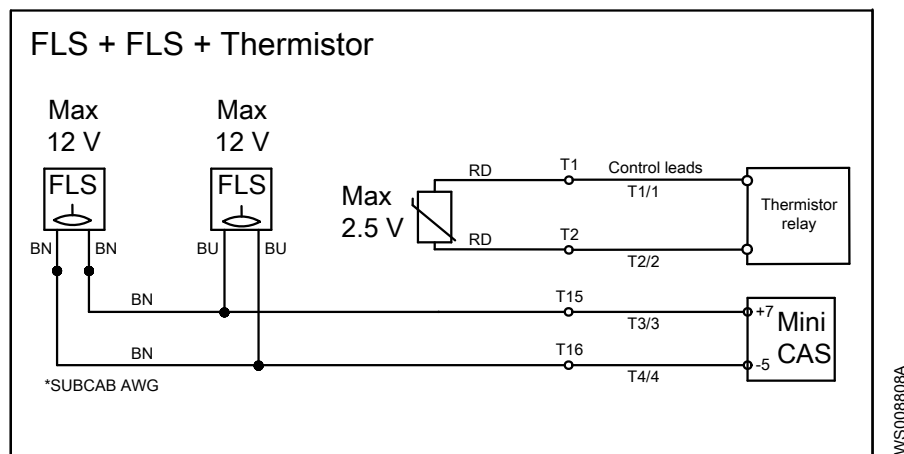 FLS + FLS + Thermistor
Max
12 V
Max
12 V
FLS
FLS
Max
2.5 V
RD
T1
Control leads
T1/1
Thermistor
relay
RD
T2
T2/2
BN
BN
BU
BU
BN
T15
T3/3
+7
Mini
CAS
BN
T16
-5
T4/4
*SUBCAB AWG
WS008808A